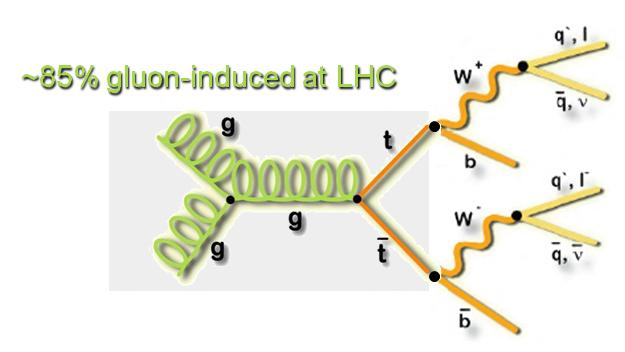 q`, l
~85% gluon-induced at LHC
W⁺
q̄, ν
g
t
b
q`, l⁻
g
W⁻
g
t̄
q̄, ν̄
b̄